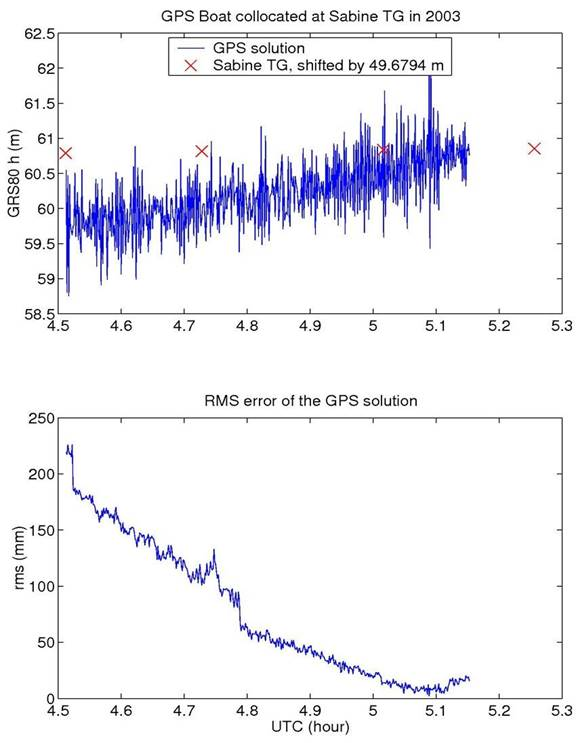 GPS Boat collocated at Sabine TG in 2003
62.5
62
61.5
61
60.5
60
59.5
59
58.5
GRS80 h (m)
GPS solution
Sabine TG, shifted by 49.6794 m
4.5 4.6 4.7 4.8 4.9 5 5.1 5.2 5.3
RMS error of the GPS solution
250
200
150
100
50
0
rms (mm)
4.5 4.6 4.7 4.8 4.9 5 5.1 5.2 5.3
UTC (hour)